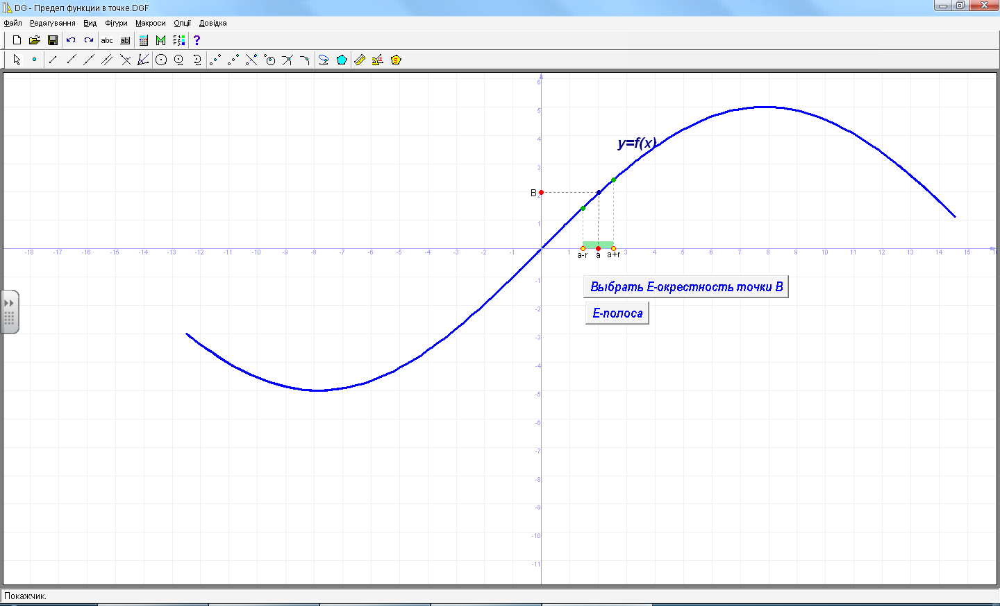 DG - Предел функции в точке.DGF
Файл Редагування Вид Фігури Макроси Опції Довідка
abc ab M ?
6
5
4
y=f(x)
3
B
2
1
-18 -17 -16 -15 -14 -13 -12 -11 -10 -9 -8 -7 -6 -5 -4 -3 -2 -1 1 3 4 5 6 7 8 9 10 11 12 13 14 15
a-r a a+r
-1
Выбрать E-окрестность точки B
-2
E-полоса
-3
-4
-5
-6
-7
-8
-9
-10
-11
Покажчик.